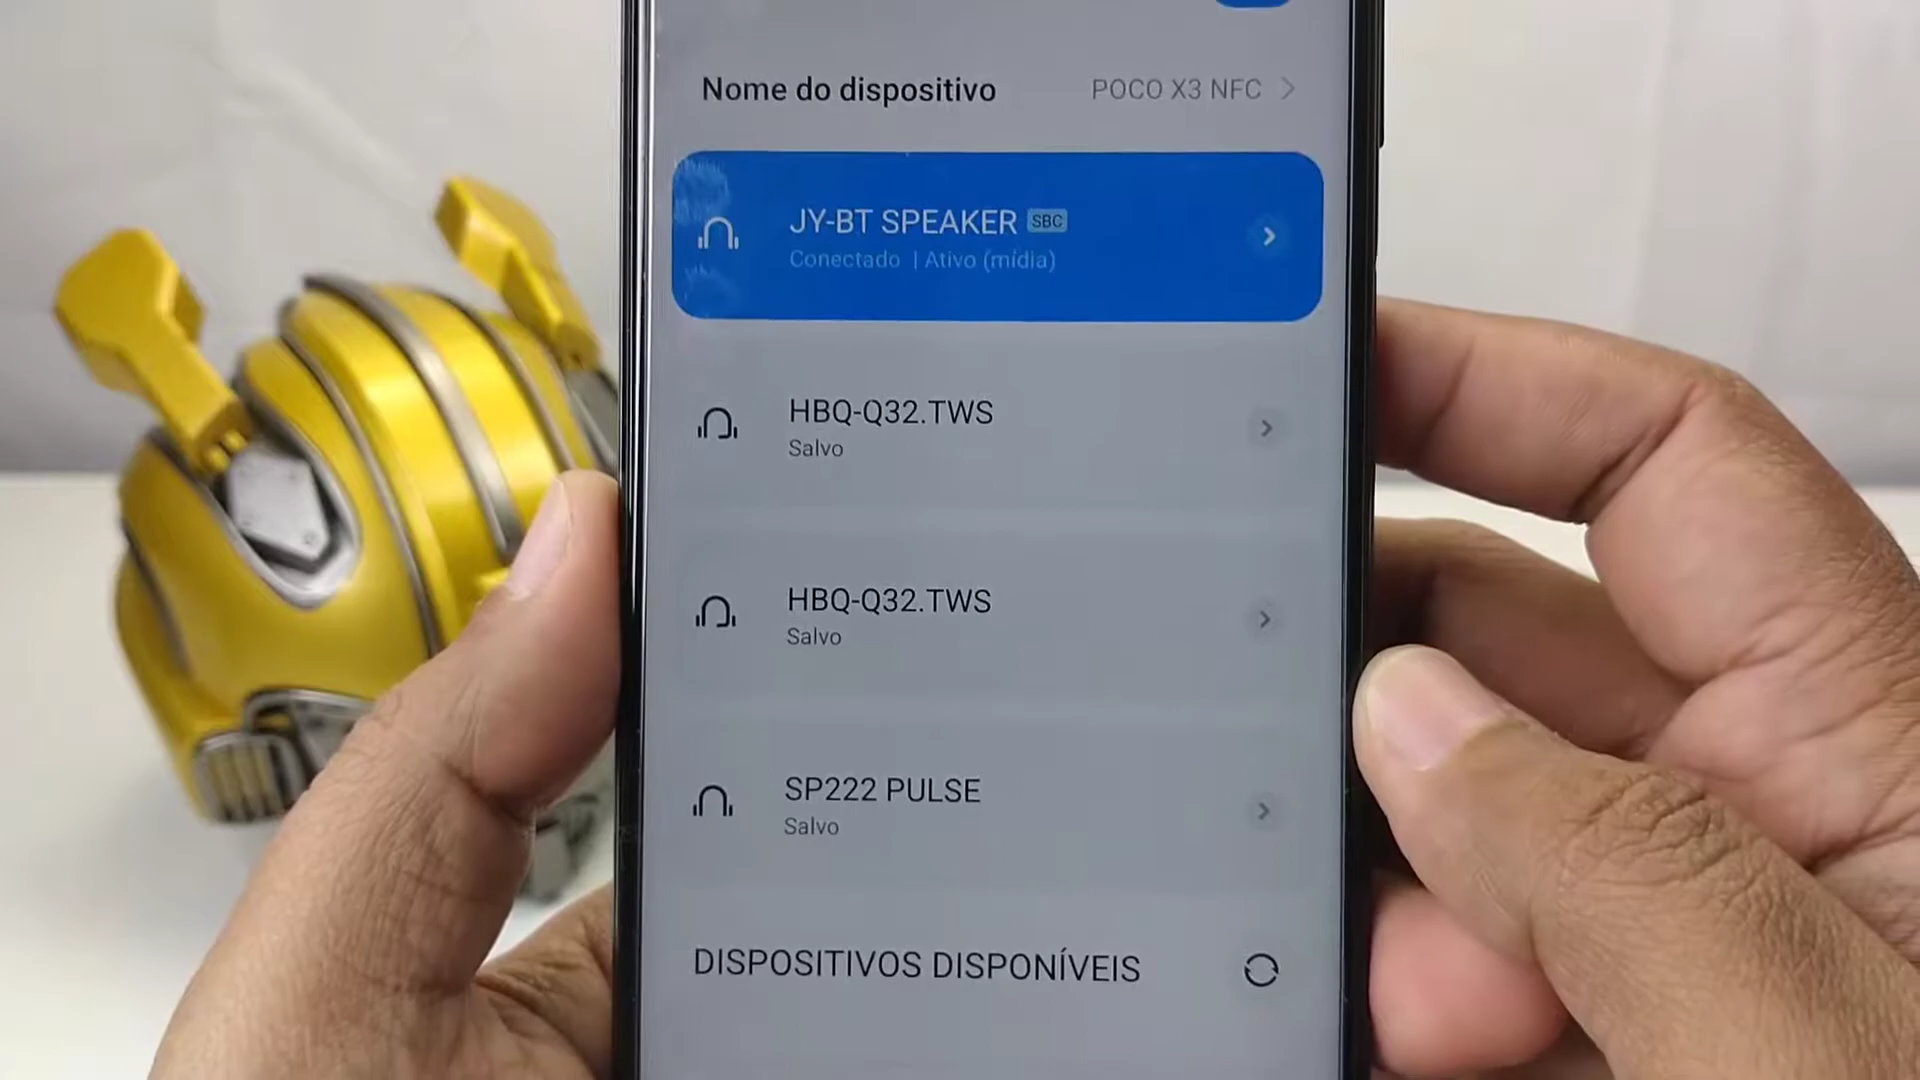 Nome do dispositivo POCO X3 NFC
JY-BT SPEAKER SBC
Conectado | Ativo (mídia)
HBQ-Q32.TWS
Salvo
HBQ-Q32.TWS
Salvo
SP222 PULSE
Salvo
DISPOSITIVOS DISPONÍVEIS